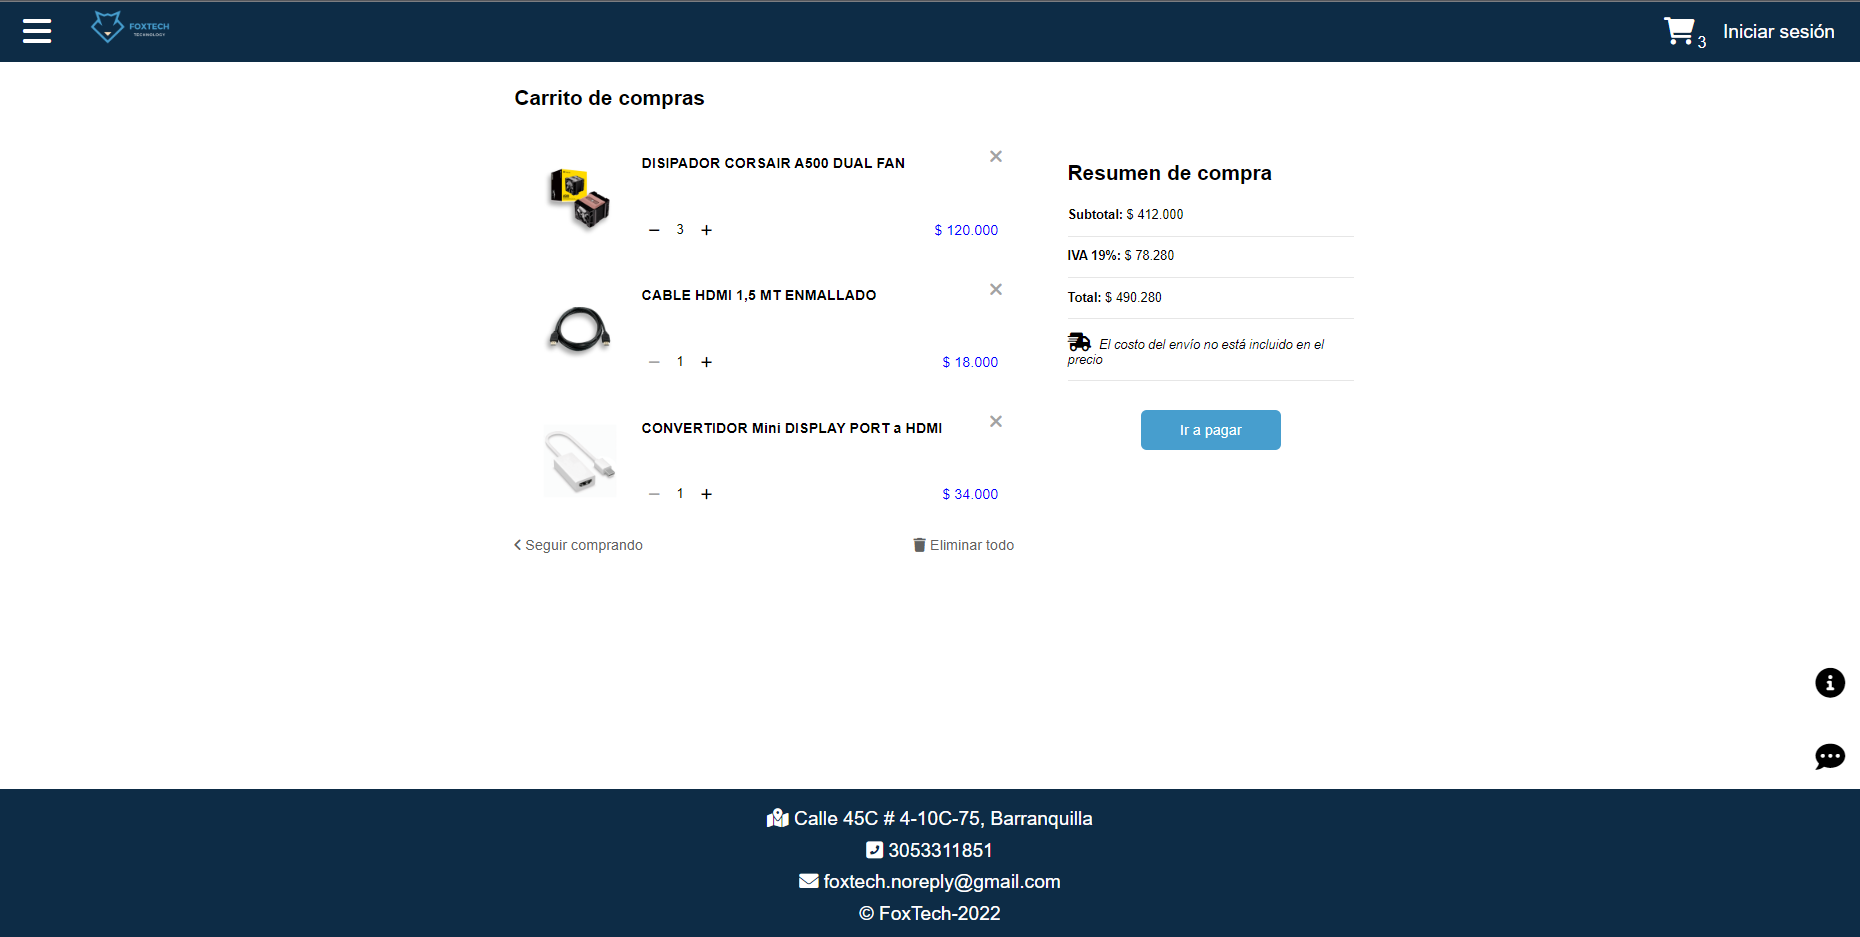 FOXTECH
TECHNOLOGY
3
Iniciar sesión
Carrito de compras
DISIPADOR CORSAIR A500 DUAL FAN
3
$ 120.000
CABLE HDMI 1,5 MT ENMALLADO
1
$ 18.000
CONVERTIDOR Mini DISPLAY PORT a HDMI
1
$ 34.000
Seguir comprando
Eliminar todo
Resumen de compra
Subtotal: $ 412.000
IVA 19%: $ 78.280
Total: $ 490.280
El costo del envío no está incluido en el
precio
Ir a pagar
Calle 45C # 4-10C-75, Barranquilla
3053311851
foxtech.noreply@gmail.com
© FoxTech-2022